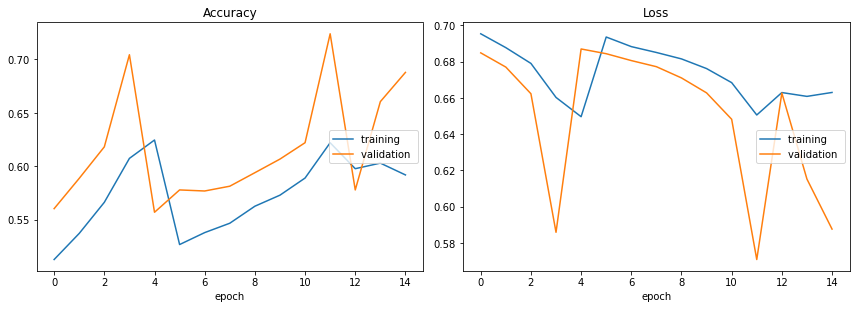 Accuracy
0.70
0.65
0.60
0.55
training
validation
0 2 4 6 8 10 12 14
epoch
Loss
0.70
0.68
0.66
0.64
0.62
0.60
0.58
training
validation
0 2 4 6 8 10 12 14
epoch